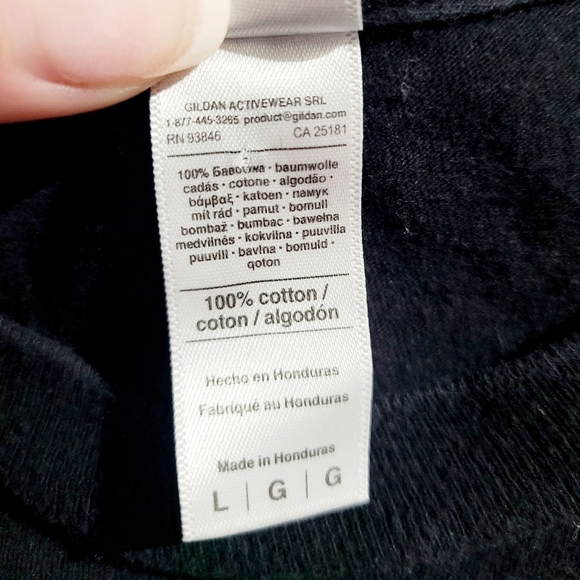 GILDAN ACTIVEWEAR SRL
1-877-445-3265 product@gildan.com
RN 93846 CA 25181
100% Бавовна · baumwolle
cadás · cotone · algodão ·
βάμβαξ · katoen · памук
mit rád · pamut · bomull
bombaž · bumbac · bawełna
medvilnės · kokvilna · puuvilla
puuvill · bavlna · bomuld ·
qoton
100% cotton /
coton / algodón
Hecho en Honduras
Fabriqué au Honduras
Made in Honduras
L | G | G